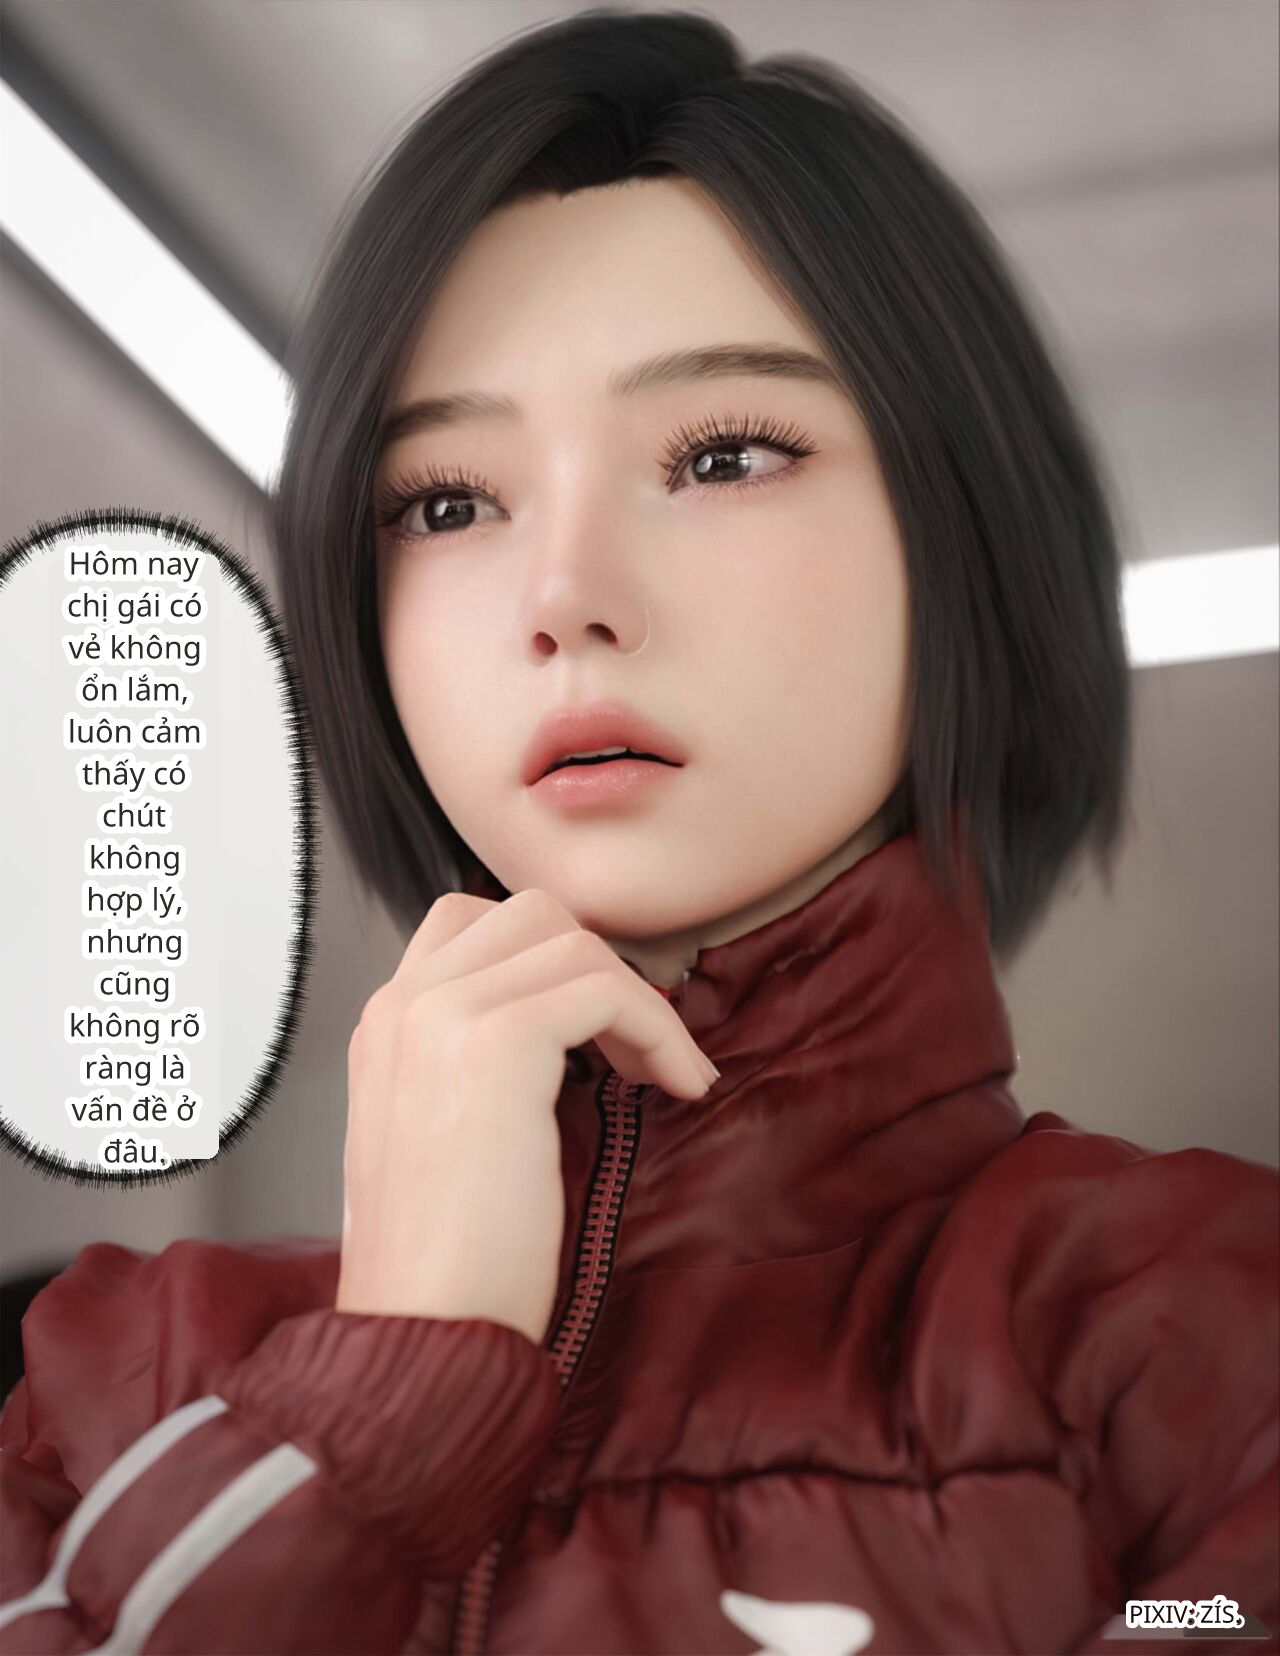 Hôm nay
chị gái có
vẻ không
ổn lắm,
luôn cảm
thấy có
chút
không
hợp lý,
nhưng
cũng
không rõ
ràng là
vấn đề ở
đâu.
PIXIV: ZÍS.